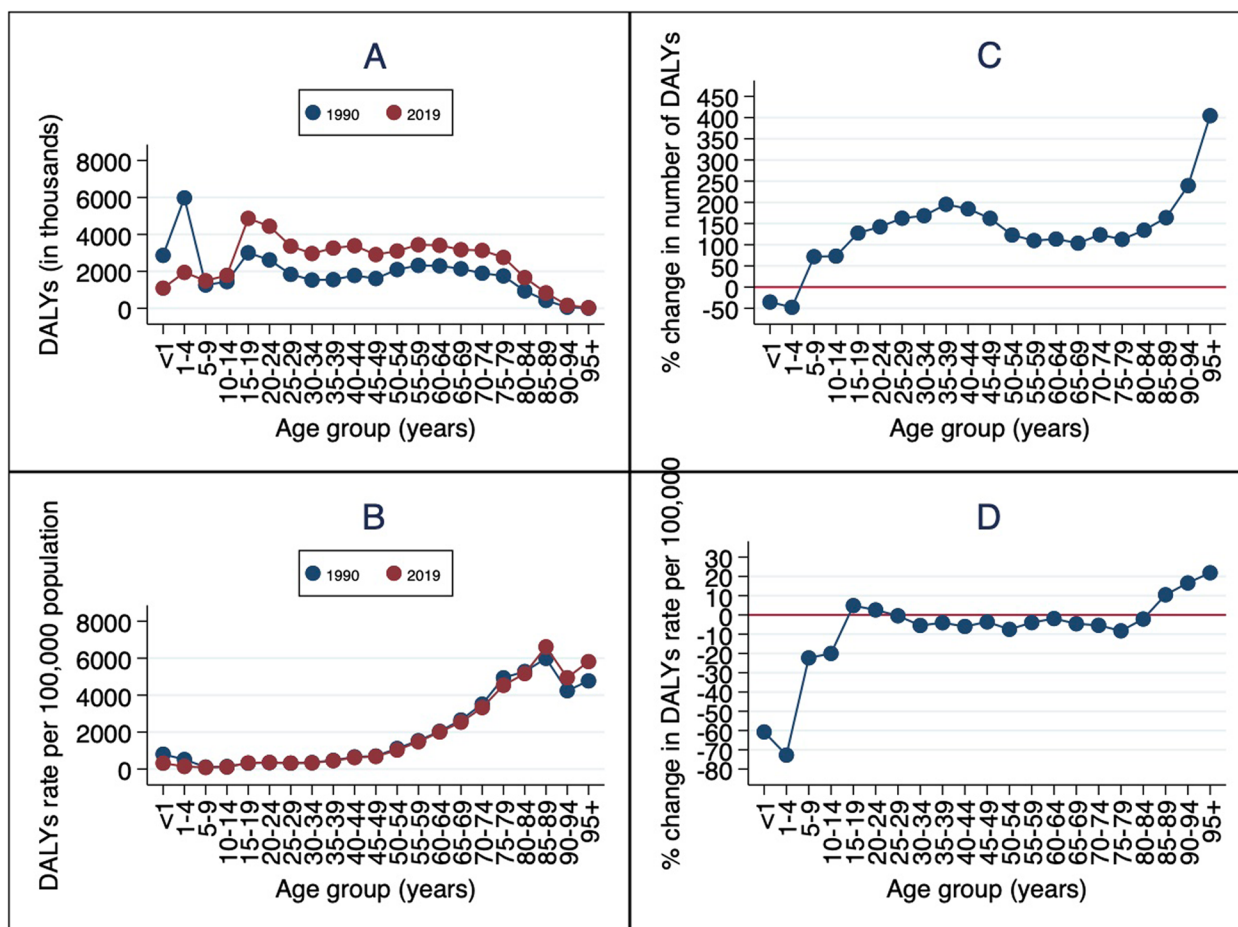 A
1990 2019
DALYs (in thousands)
8000
6000
4000
2000
0
<1 1-4 5-9 10-14 15-19 20-24 25-29 30-34 35-39 40-44 45-49 50-54 55-59 60-64 65-69 70-74 75-79 80-84 85-89 90-94 95+
Age group (years)
C
% change in number of DALYs
450
400
350
300
250
200
150
100
50
0
-50
<1 1-4 5-9 10-14 15-19 20-24 25-29 30-34 35-39 40-44 45-49 50-54 55-59 60-64 65-69 70-74 75-79 80-84 85-89 90-94 95+
Age group (years)
B
1990 2019
DALYs rate per 100,000 population
8000
6000
4000
2000
0
<1 1-4 5-9 10-14 15-19 20-24 25-29 30-34 35-39 40-44 45-49 50-54 55-59 60-64 65-69 70-74 75-79 80-84 85-89 90-94 95+
Age group (years)
D
% change in DALYs rate per 100,000
30
20
10
0
-10
-20
-30
-40
-50
-60
-70
-80
<1 1-4 5-9 10-14 15-19 20-24 25-29 30-34 35-39 40-44 45-49 50-54 55-59 60-64 65-69 70-74 75-79 80-84 85-89 90-94 95+
Age group (years)